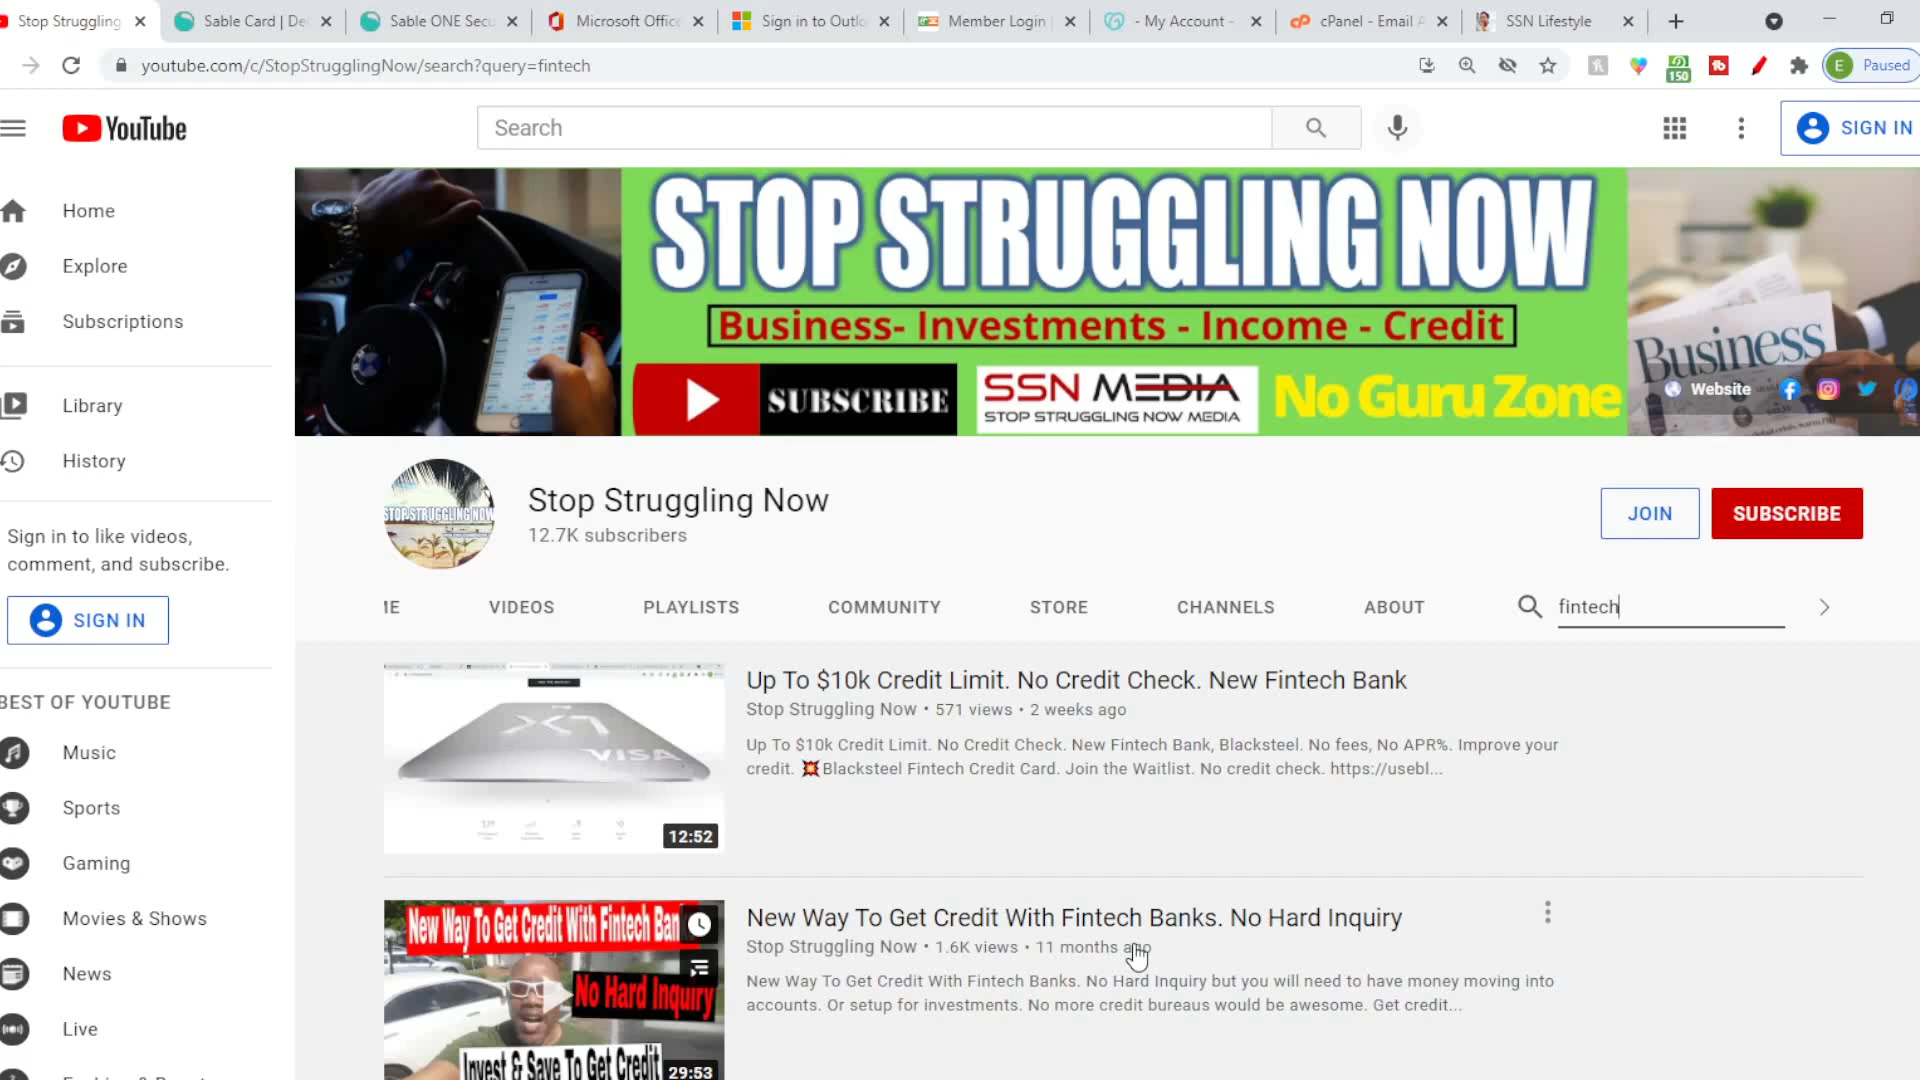 Stop Struggling
Sable Card | De
Sable ONE Secu
Microsoft Office
Sign in to Outlo
Member Login
- My Account -
cPanel - Email A
SSN Lifestyle
youtube.com/c/StopStrugglingNow/search?query=fintech
150
E
Paused
YouTube
Search
SIGN IN
Home
Explore
Subscriptions
Library
History
Sign in to like videos,
comment, and subscribe.
SIGN IN
BEST OF YOUTUBE
Music
Sports
Gaming
Movies & Shows
News
Live
STOP STRUGGLING NOW
Business- Investments - Income - Credit
SUBSCRIBE
SSN MEDIA
STOP STRUGGLING NOW MEDIA
No Guru Zone
Business
Website
STOP STRUGGLING NOW
Stop Struggling Now
12.7K subscribers
JOIN
SUBSCRIBE
ME
VIDEOS
PLAYLISTS
COMMUNITY
STORE
CHANNELS
ABOUT
fintech
X1
VISA
12:52
Up To $10k Credit Limit. No Credit Check. New Fintech Bank
Stop Struggling Now • 571 views • 2 weeks ago
Up To $10k Credit Limit. No Credit Check. New Fintech Bank, Blacksteel. No fees, No APR%. Improve your
credit. 💥Blacksteel Fintech Credit Card. Join the Waitlist. No credit check. https://usebl...
New Way To Get Credit With Fintech Ban
No Hard Inquiry
Invest & Save To Get Credit
29:53
New Way To Get Credit With Fintech Banks. No Hard Inquiry
Stop Struggling Now • 1.6K views • 11 months ago
New Way To Get Credit With Fintech Banks. No Hard Inquiry but you will need to have money moving into
accounts. Or setup for investments. No more credit bureaus would be awesome. Get credit...